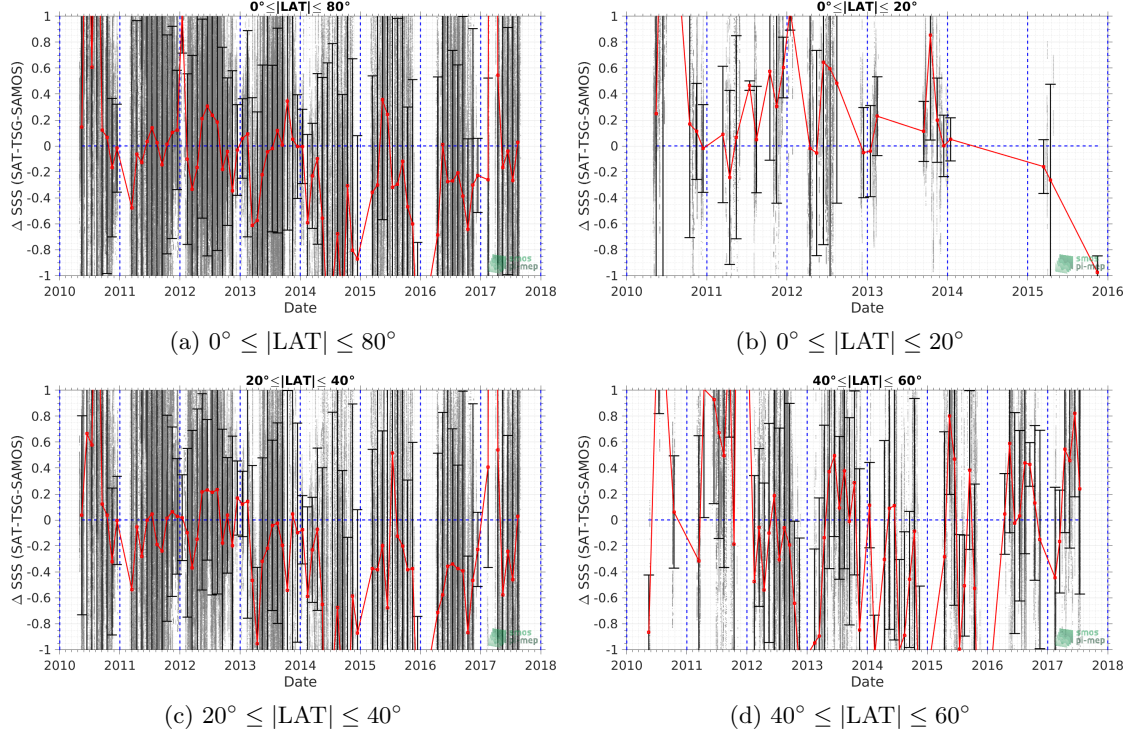 0°≤|LAT|≤ 80°
Δ SSS (SAT-TSG-SAMOS)
1
0.8
0.6
0.4
0.2
0
-0.2
-0.4
-0.6
-0.8
-1
2010 2011 2012 2013 2014 2015 2016 2017 2018
Date
smos
pi-mep
(a) 0° ≤ |LAT| ≤ 80°
0°≤|LAT|≤ 20°
Δ SSS (SAT-TSG-SAMOS)
1
0.8
0.6
0.4
0.2
0
-0.2
-0.4
-0.6
-0.8
-1
2010 2011 2012 2013 2014 2015 2016
Date
smos
pi-mep
(b) 0° ≤ |LAT| ≤ 20°
20°≤|LAT|≤ 40°
Δ SSS (SAT-TSG-SAMOS)
1
0.8
0.6
0.4
0.2
0
-0.2
-0.4
-0.6
-0.8
-1
2010 2011 2012 2013 2014 2015 2016 2017 2018
Date
smos
pi-mep
(c) 20° ≤ |LAT| ≤ 40°
40°≤|LAT|≤ 60°
Δ SSS (SAT-TSG-SAMOS)
1
0.8
0.6
0.4
0.2
0
-0.2
-0.4
-0.6
-0.8
-1
2010 2011 2012 2013 2014 2015 2016 2017 2018
Date
smos
pi-mep
(d) 40° ≤ |LAT| ≤ 60°